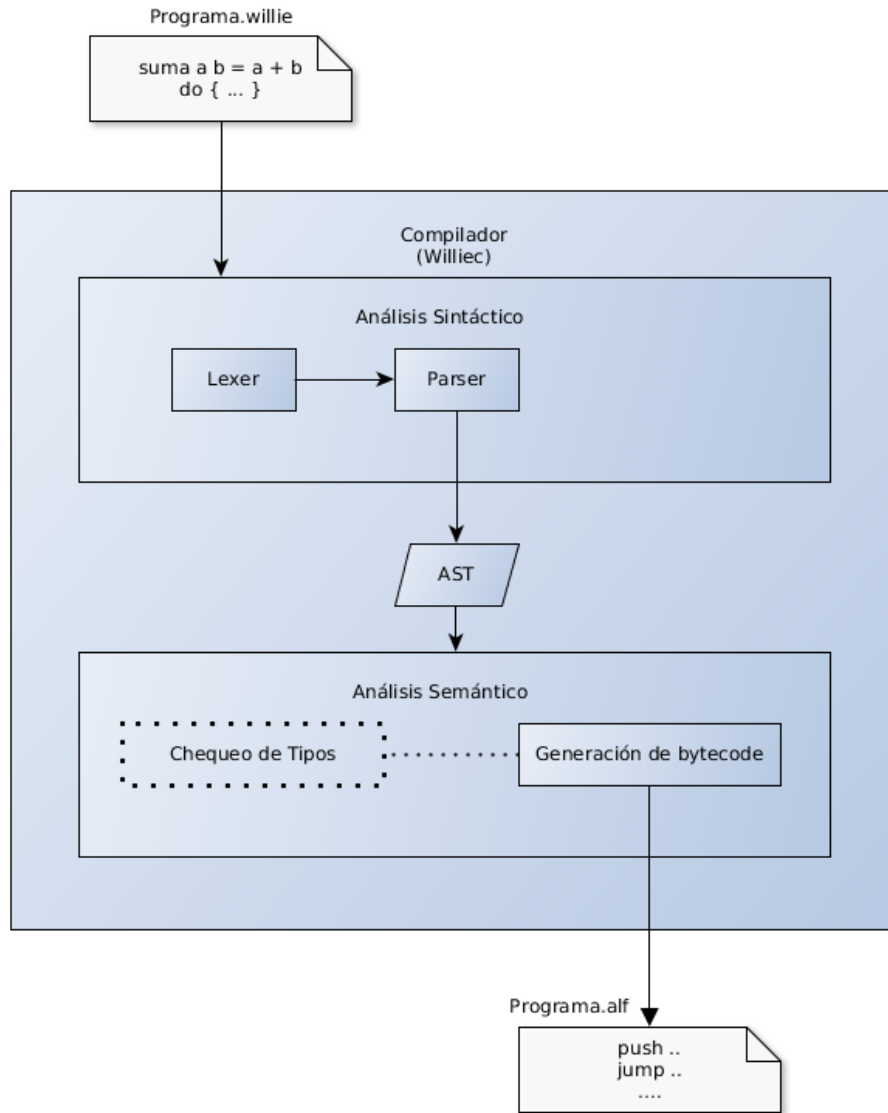 Programa.willie
suma a b = a + b
do { ... }
Compilador
(Williec)
Análisis Sintáctico
Lexer
Parser
AST
Análisis Semántico
Chequeo de Tipos
Generación de bytecode
Programa.alf
push ..
jump ..
....